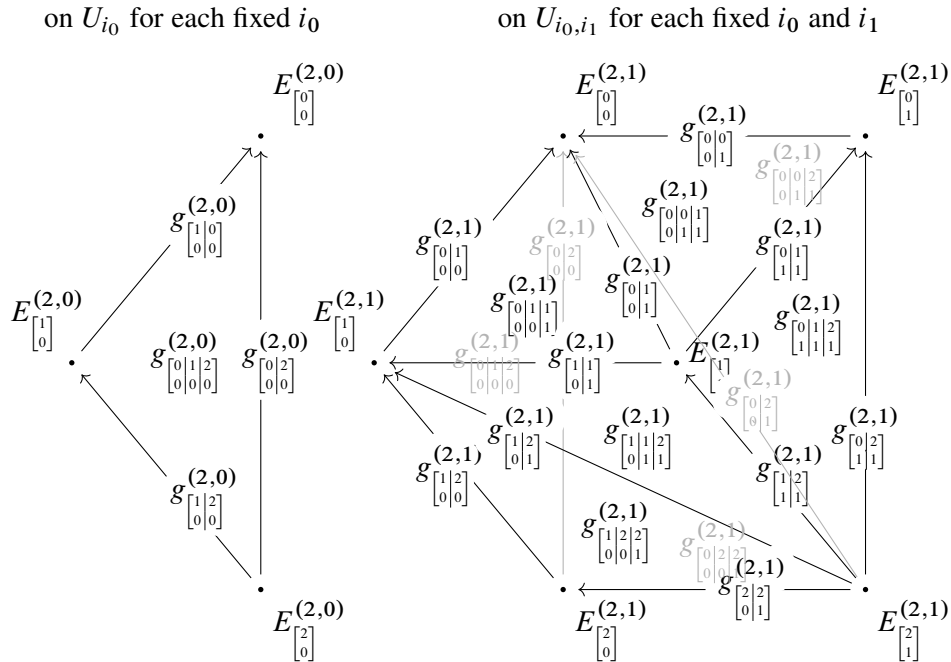 on U_{i_0} for each fixed i_0
on U_{i_0,i_1} for each fixed i_0 and i_1
E^{(2,0)}_{[0 / 0]}
E^{(2,1)}_{[0 / 0]}
E^{(2,1)}_{[0 / 1]}
g^{(2,1)}_{[0|0 / 0|1]}
g^{(2,1)}_{[0|0|2 / 0|1|1]}
g^{(2,1)}_{[0|0|1 / 0|1|1]}
g^{(2,0)}_{[1|0 / 0|0]}
g^{(2,1)}_{[0|1 / 0|0]}
g^{(2,1)}_{[0|2 / 0|0]}
g^{(2,1)}_{[0|1 / 1|1]}
g^{(2,1)}_{[0|1 / 0|1]}
E^{(2,0)}_{[1 / 0]}
E^{(2,1)}_{[1 / 0]}
g^{(2,1)}_{[0|1|1 / 0|0|1]}
g^{(2,1)}_{[0|1|2 / 1|1|1]}
g^{(2,0)}_{[0|1|2 / 0|0|0]}
g^{(2,0)}_{[0|2 / 0|0]}
g^{(2,1)}_{[0|1|2 / 0|0|0]}
g^{(2,1)}_{[1|1 / 0|1]}
E^{(2,1)}_{[1 / 1]}
g^{(2,1)}_{[0|2 / 0|1]}
g^{(2,1)}_{[1|2 / 0|1]}
g^{(2,1)}_{[1|1|2 / 0|1|1]}
g^{(2,1)}_{[0|2 / 1|1]}
g^{(2,0)}_{[1|2 / 0|0]}
g^{(2,1)}_{[1|2 / 0|0]}
g^{(2,1)}_{[1|2 / 1|1]}
g^{(2,1)}_{[1|2|2 / 0|0|1]}
g^{(2,1)}_{[0|2|2 / 0|0|1]}
g^{(2,1)}_{[2|2 / 0|1]}
E^{(2,0)}_{[2 / 0]}
E^{(2,1)}_{[2 / 0]}
E^{(2,1)}_{[2 / 1]}